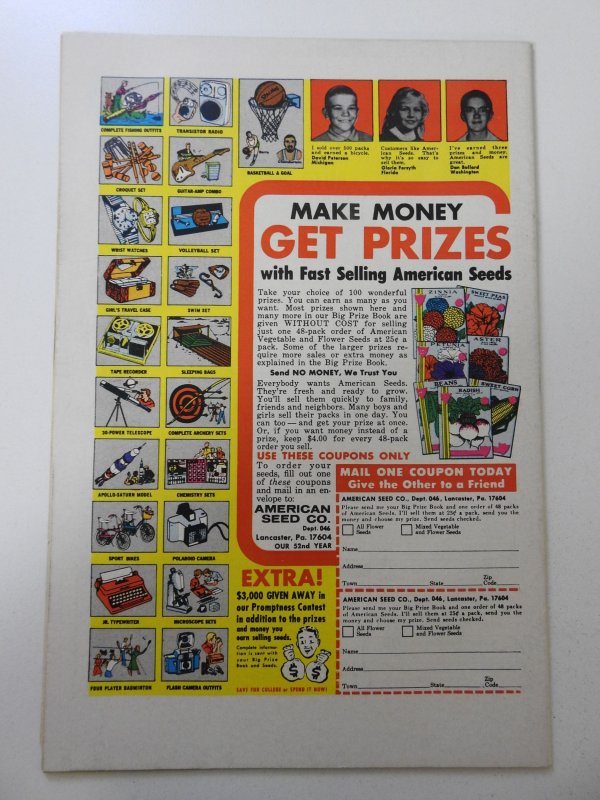 COMPLETE FISHING OUTFITS
TRANSISTOR RADIO
CROQUET SET
GUITAR-AMP COMBO
WRIST WATCHES
VOLLEYBALL SET
GIRL'S TRAVEL CASE
SWIM SET
TAPE RECORDER
SLEEPING BAGS
30-POWER TELESCOPE
COMPLETE ARCHERY SETS
APOLLO-SATURN MODEL
CHEMISTRY SETS
SPORT BIKES
POLAROID CAMERA
JR. TYPEWRITER
MICROSCOPE SETS
FOUR PLAYER BADMINTON
FLASH CAMERA OUTFITS
BASKETBALL & GOAL
I sold over 500 packs
and earned a bicycle.
David Peterson
Michigan
Customers like Amer-
ican Seeds. That's
why it's so easy to
sell them.
Gloria Forsyth
Florida
I've earned three
prizes and money.
American Seeds are
great.
Don Ballard
Washington
MAKE MONEY
GET PRIZES
with Fast Selling American Seeds
Take your choice of 100 wonderful
prizes. You can earn as many as you
want. Most prizes shown here and
many more in our Big Prize Book are
given WITHOUT COST for selling
just one 48-pack order of American
Vegetable and Flower Seeds at 25¢ a
pack. Some of the larger prizes re-
quire more sales or extra money as
explained in the Big Prize Book.
Send NO MONEY, We Trust You
Everybody wants American Seeds.
They're fresh and ready to grow.
You'll sell them quickly to family,
friends and neighbors. Many boys and
girls sell their packs in one day. You
can too — and get your prize at once.
Or, if you want money instead of a
prize, keep $4.00 for every 48-pack
order you sell.
ZINNIA
SWEET PEAS
PETUNIA
ASTER
BEANS
RADISH
SWEET CORN
USE THESE COUPONS ONLY
To order your
seeds, fill out one
of these coupons
and mail in an en-
velope to:
AMERICAN
SEED CO.
Dept. 046
Lancaster, Pa. 17604
OUR 52nd YEAR
EXTRA!
$3,000 GIVEN AWAY in
our Promptness Contest
in addition to the prizes
and money you
earn selling seeds.
Complete information
is sent with
your Big Prize
Book and Seeds.
$ $
SAVE FOR COLLEGE or SPEND IT NOW!
MAIL ONE COUPON TODAY
Give the Other to a Friend
AMERICAN SEED CO., Dept. 046, Lancaster, Pa. 17604
Please send me your Big Prize Book and one order of 48 packs
of American Seeds. I'll sell them at 25¢ a pack, send you the
money and choose my prize. Send seeds checked.
All Flower Seeds
Mixed Vegetable and Flower Seeds
Name
Address
Town State Zip Code
AMERICAN SEED CO., Dept. 046, Lancaster, Pa. 17604
Please send me your Big Prize Book and one order of 48 packs
of American Seeds. I'll sell them at 25¢ a pack, send you the
money and choose my prize. Send seeds checked.
All Flower Seeds
Mixed Vegetable and Flower Seeds
Name
Address
Town State Zip Code